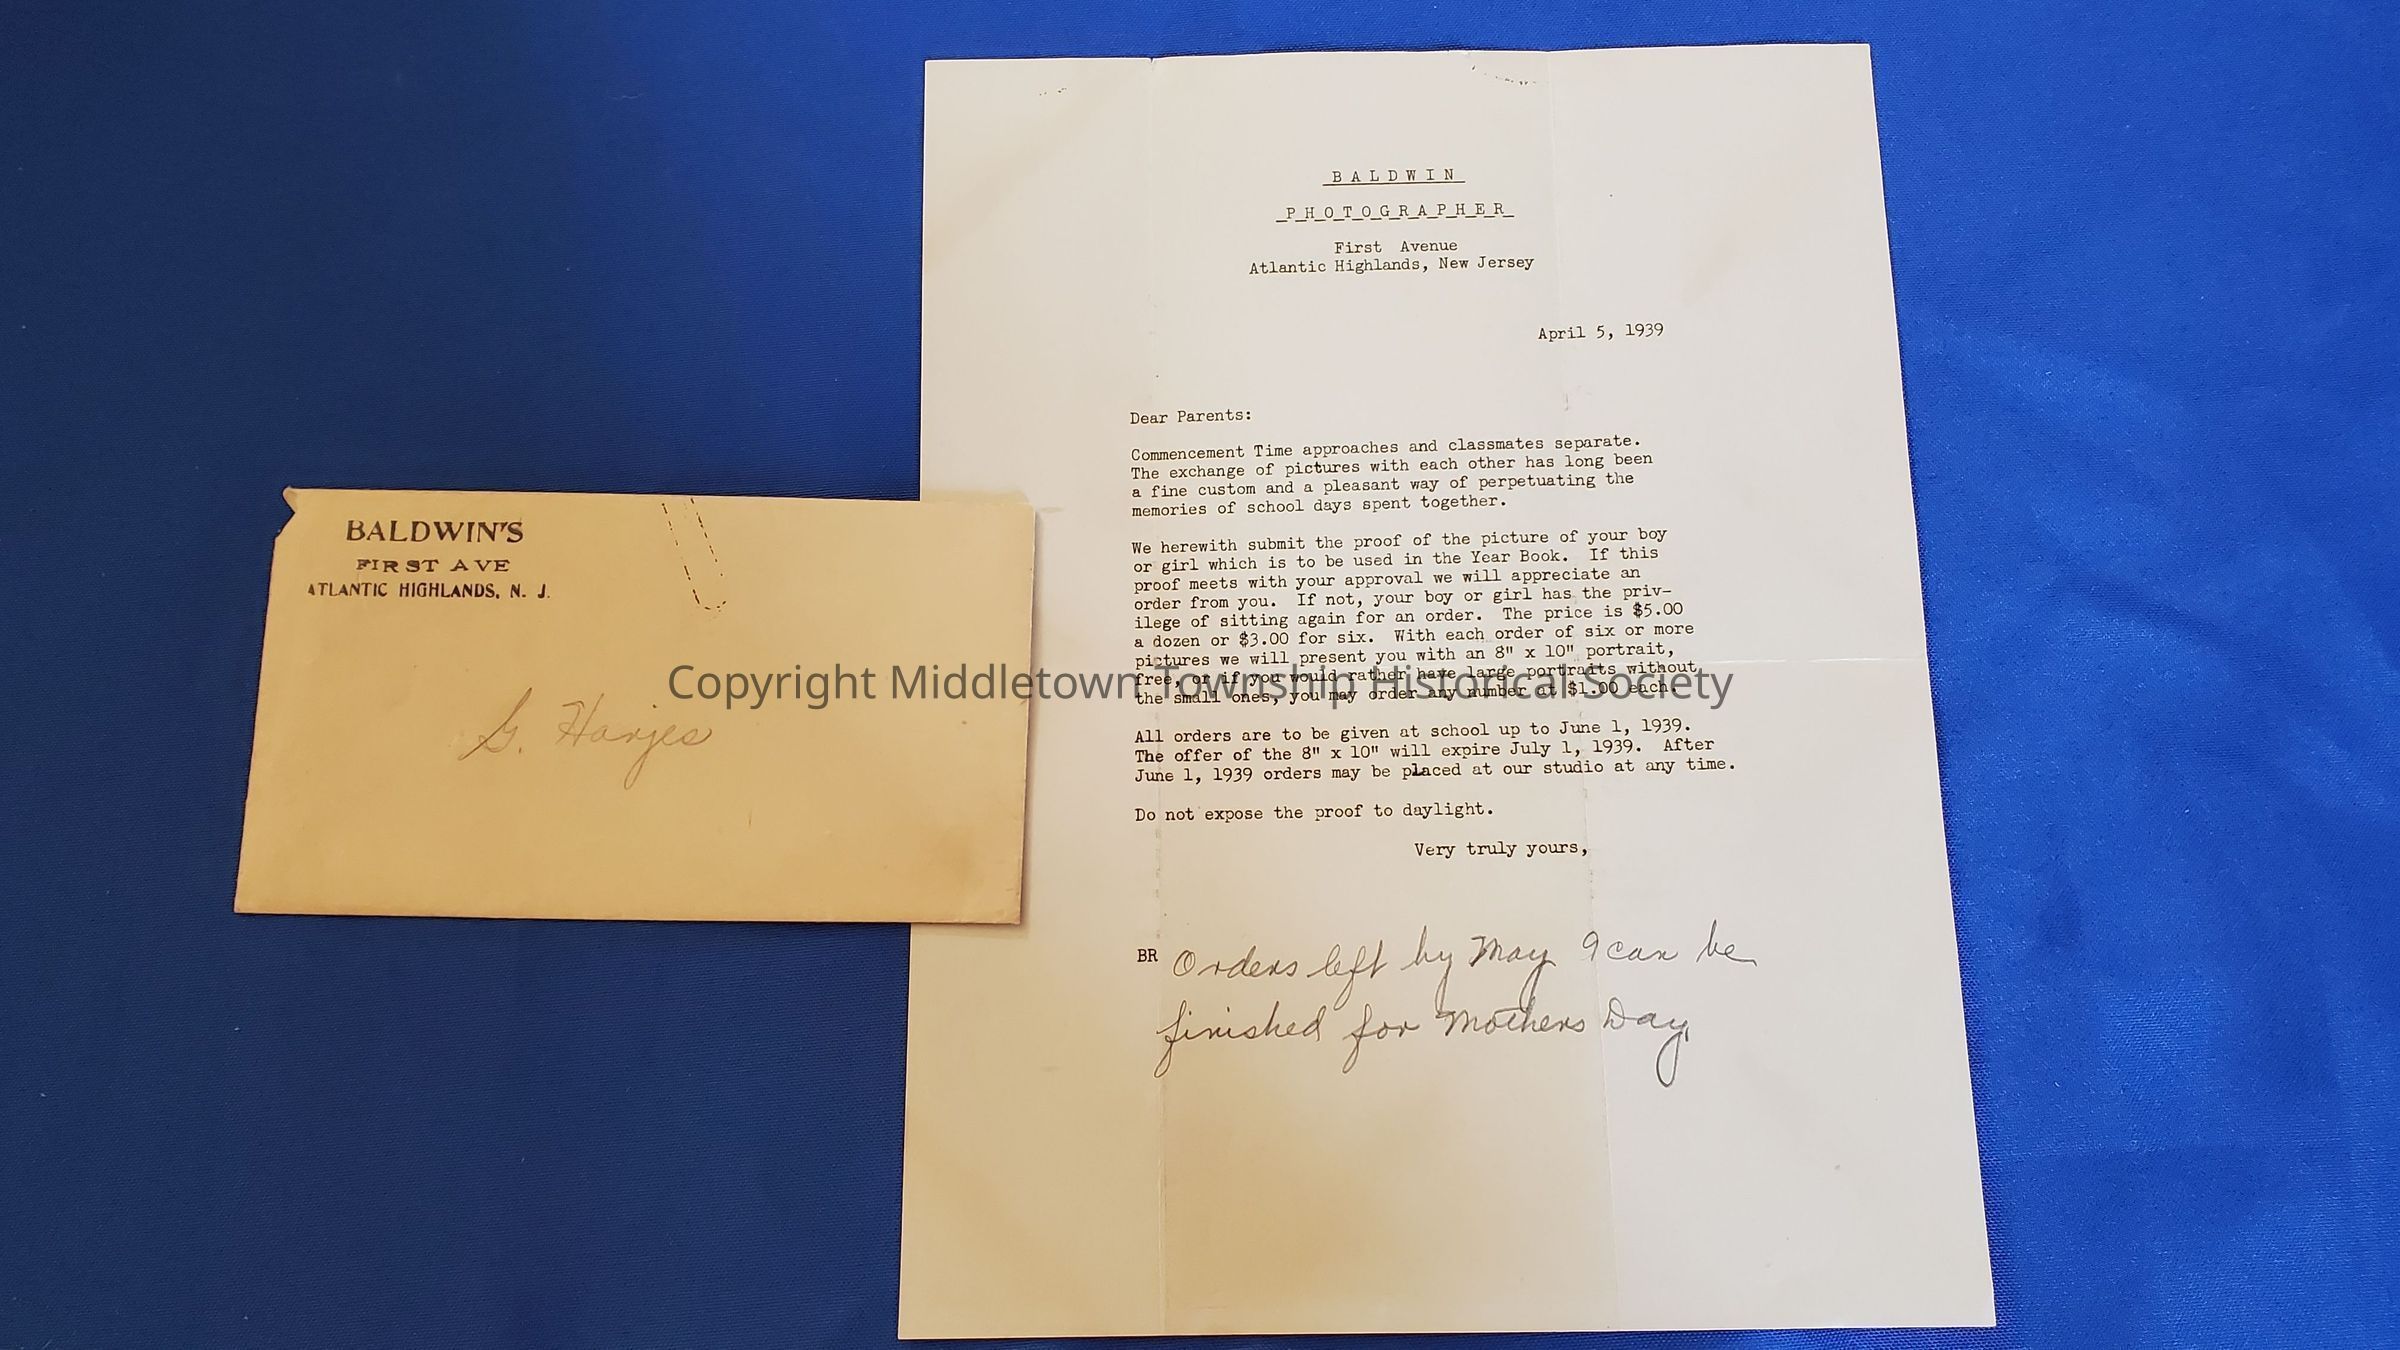 BALDWIN'S
FIRST AVE
ATLANTIC HIGHLANDS, N. J.
G. Harjes
BALDWIN
PHOTOGRAPHER
First Avenue
Atlantic Highlands, New Jersey
April 5, 1939
Dear Parents:
Commencement Time approaches and classmates separate.
The exchange of pictures with each other has long been
a fine custom and a pleasant way of perpetuating the
memories of school days spent together.
We herewith submit the proof of the picture of your boy
or girl which is to be used in the Year Book. If this
proof meets with your approval we will appreciate an
order from you. If not, your boy or girl has the priv-
ilege of sitting again for an order. The price is $5.00
a dozen or $3.00 for six. With each order of six or more
pictures we will present you with an 8" x 10" portrait,
free, or if you would rather have large portraits without
the small ones, you may order any number at $1.00 each.
All orders are to be given at school up to June 1, 1939.
The offer of the 8" x 10" will expire July 1, 1939. After
June 1, 1939 orders may be placed at our studio at any time.
Do not expose the proof to daylight.
Very truly yours,
BR Orders left by May 9 can be
finished for Mothers Day.
Copyright Middletown Township Historical Society